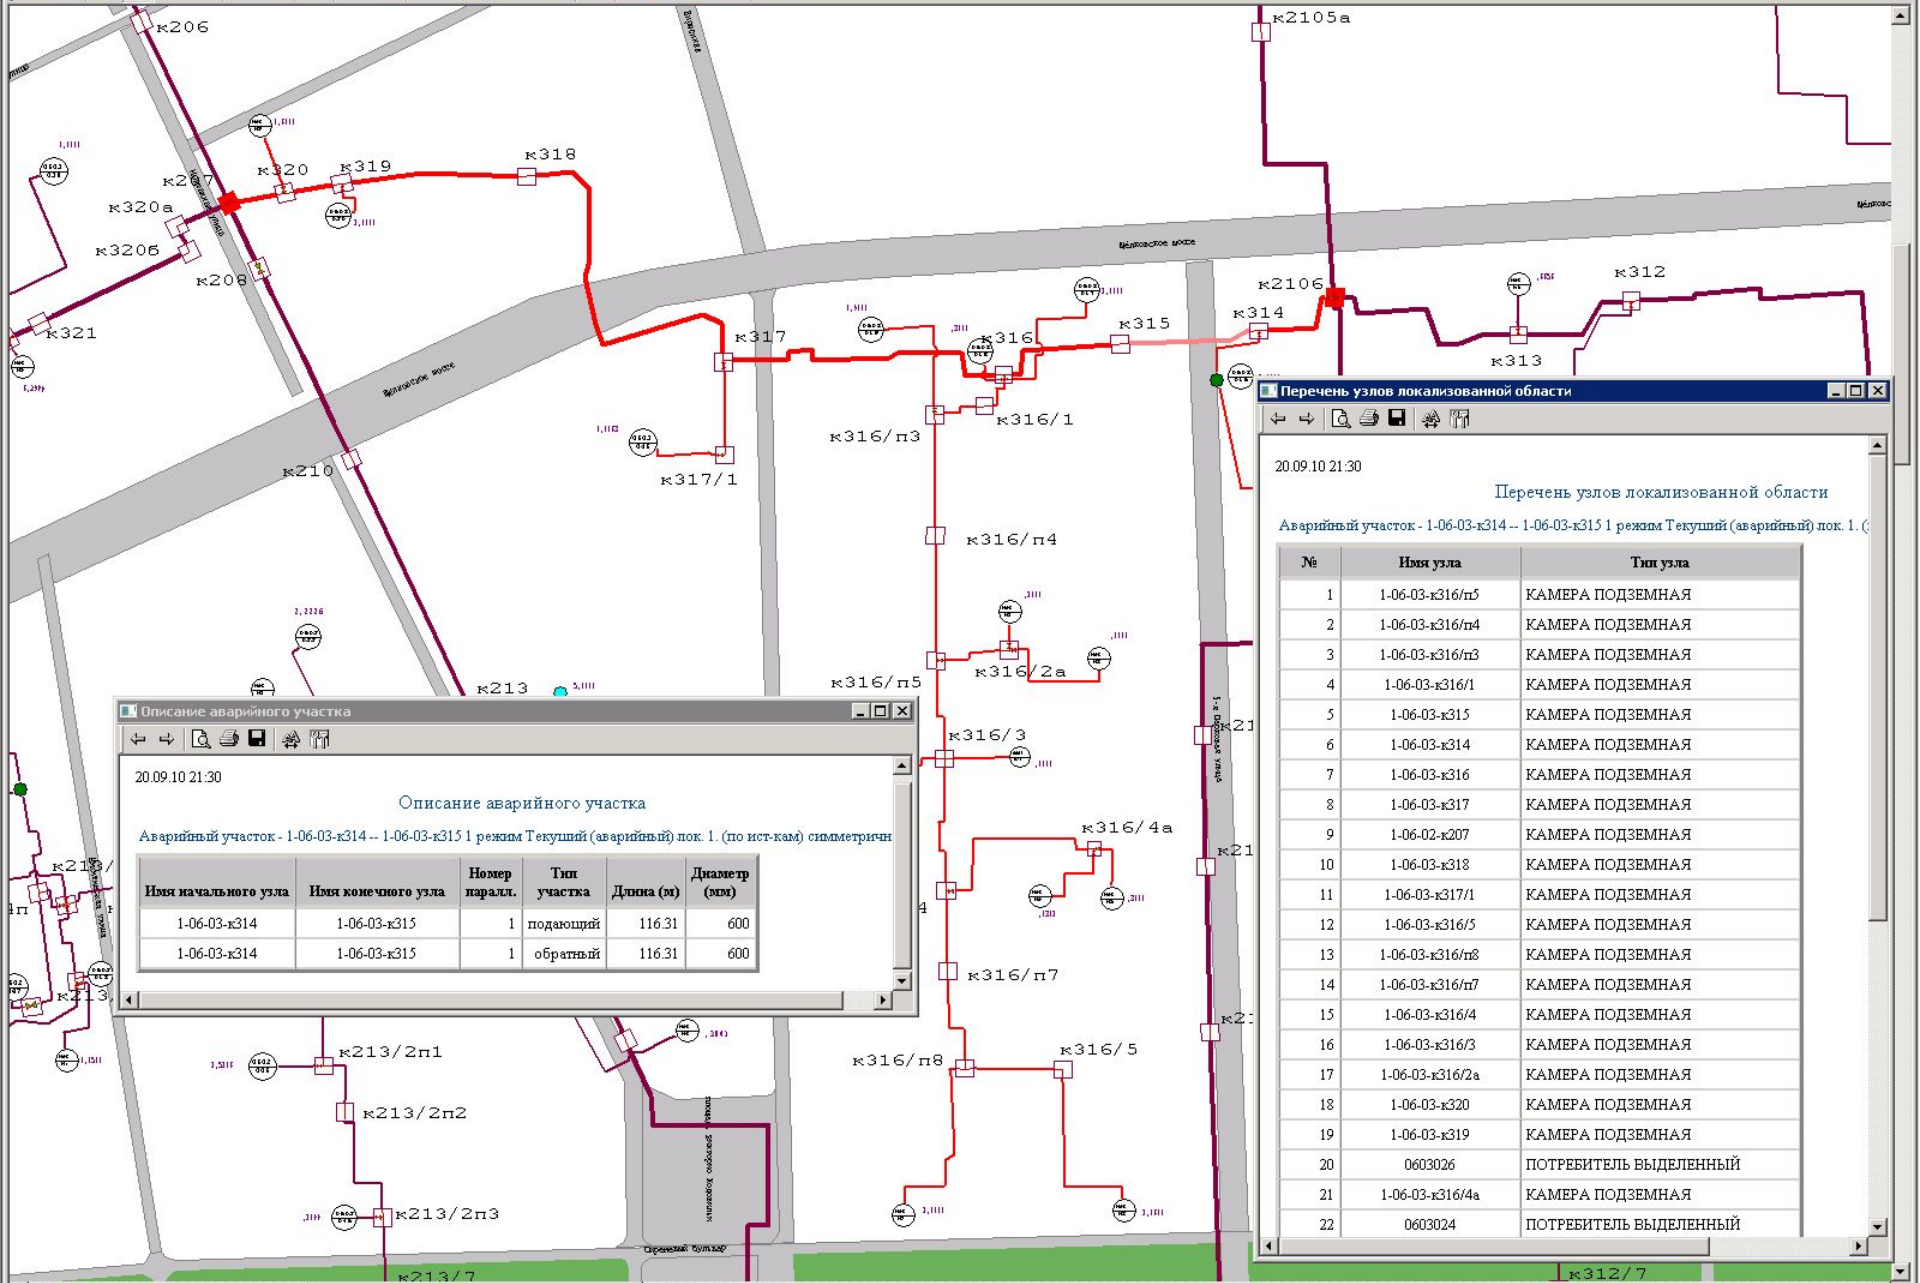 к206
к2105а
к320
к319
к318
к320а
к320б
к208
к321
Щёлковское шоссе
к2106
к312
к314
к315
к317
к316
к313
Щёлковское шоссе
к316/1
к316/п3
к210
к317/1
к316/п4
к316/2а
к316/п5
к213
к316/3
к316/4а
к316/п7
к213/2п1
к316/п8
к316/5
к213/2п2
к213/2п3
Сиреневый бульвар
к213/7
к312/7
Описание аварийного участка
20.09.10 21:30
Описание аварийного участка
Аварийный участок - 1-06-03-к314 -- 1-06-03-к315 1 режим Текуший (аварийный) лок. 1. (по ист-кам) симметричн
Имя начального узла Имя конечного узла Номер паралл. Тип участка Длина (м) Диаметр (мм)
1-06-03-к314 1-06-03-к315 1 подающий 116.31 600
1-06-03-к314 1-06-03-к315 1 обратный 116.31 600
Перечень узлов локализованной области
20.09.10 21:30
Перечень узлов локализованной области
Аварийный участок - 1-06-03-к314 -- 1-06-03-к315 1 режим Текуший (аварийный) лок. 1. (
№ Имя узла Тип узла
1 1-06-03-к316/п5 КАМЕРА ПОДЗЕМНАЯ
2 1-06-03-к316/п4 КАМЕРА ПОДЗЕМНАЯ
3 1-06-03-к316/п3 КАМЕРА ПОДЗЕМНАЯ
4 1-06-03-к316/1 КАМЕРА ПОДЗЕМНАЯ
5 1-06-03-к315 КАМЕРА ПОДЗЕМНАЯ
6 1-06-03-к314 КАМЕРА ПОДЗЕМНАЯ
7 1-06-03-к316 КАМЕРА ПОДЗЕМНАЯ
8 1-06-03-к317 КАМЕРА ПОДЗЕМНАЯ
9 1-06-02-к207 КАМЕРА ПОДЗЕМНАЯ
10 1-06-03-к318 КАМЕРА ПОДЗЕМНАЯ
11 1-06-03-к317/1 КАМЕРА ПОДЗЕМНАЯ
12 1-06-03-к316/5 КАМЕРА ПОДЗЕМНАЯ
13 1-06-03-к316/п8 КАМЕРА ПОДЗЕМНАЯ
14 1-06-03-к316/п7 КАМЕРА ПОДЗЕМНАЯ
15 1-06-03-к316/4 КАМЕРА ПОДЗЕМНАЯ
16 1-06-03-к316/3 КАМЕРА ПОДЗЕМНАЯ
17 1-06-03-к316/2а КАМЕРА ПОДЗЕМНАЯ
18 1-06-03-к320 КАМЕРА ПОДЗЕМНАЯ
19 1-06-03-к319 КАМЕРА ПОДЗЕМНАЯ
20 0603026 ПОТРЕБИТЕЛЬ ВЫДЕЛЕННЫЙ
21 1-06-03-к316/4а КАМЕРА ПОДЗЕМНАЯ
22 0603024 ПОТРЕБИТЕЛЬ ВЫДЕЛЕННЫЙ